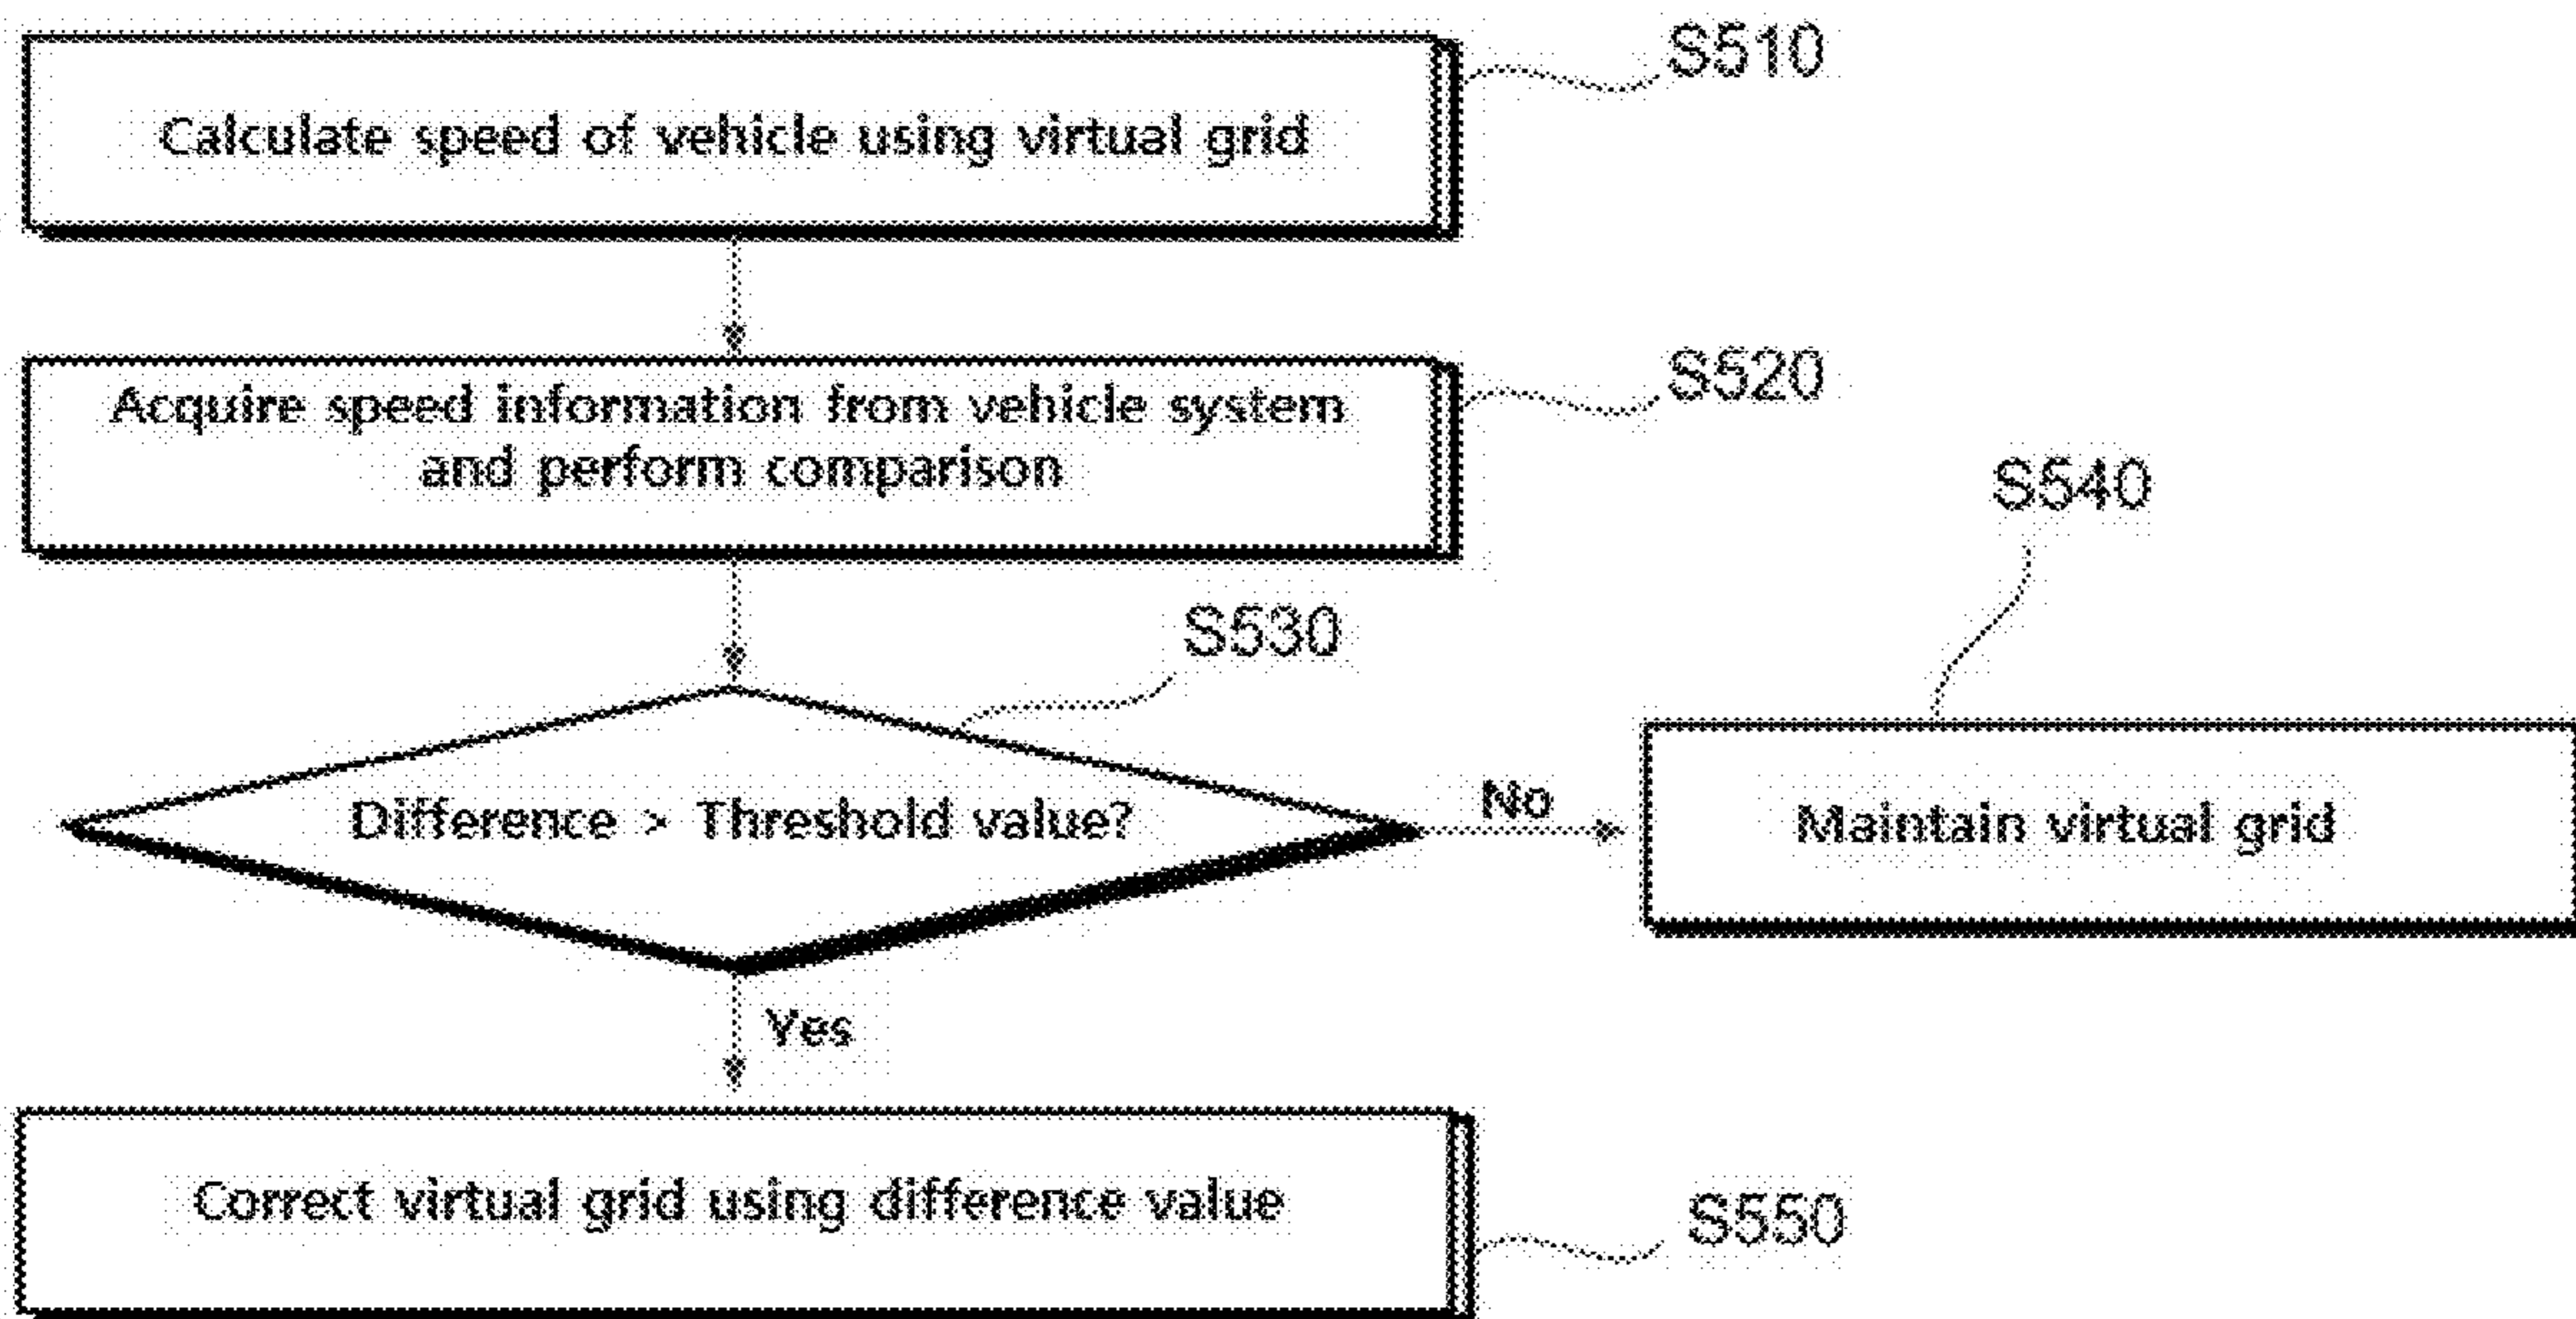 S510
Calculate speed of vehicle using virtual grid
S520
Acquire speed information from vehicle system
and perform comparison
S540
S530
Difference > Threshold value?
No
Maintain virtual grid
Yes
Correct virtual grid using difference value
S550